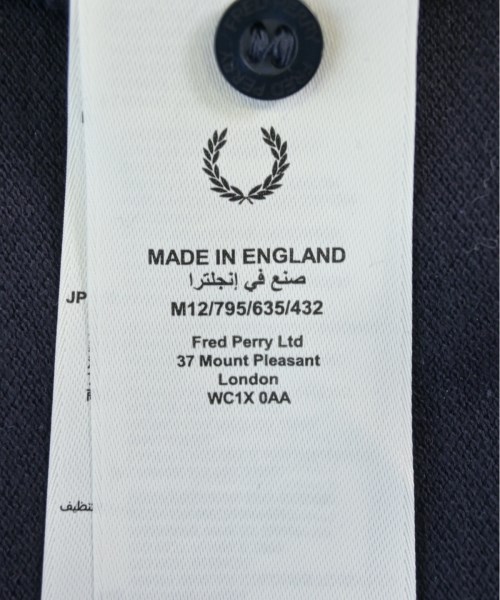 MADE IN ENGLAND
صنع في إنجلترا
M12/795/635/432
Fred Perry Ltd
37 Mount Pleasant
London
WC1X 0AA
JP